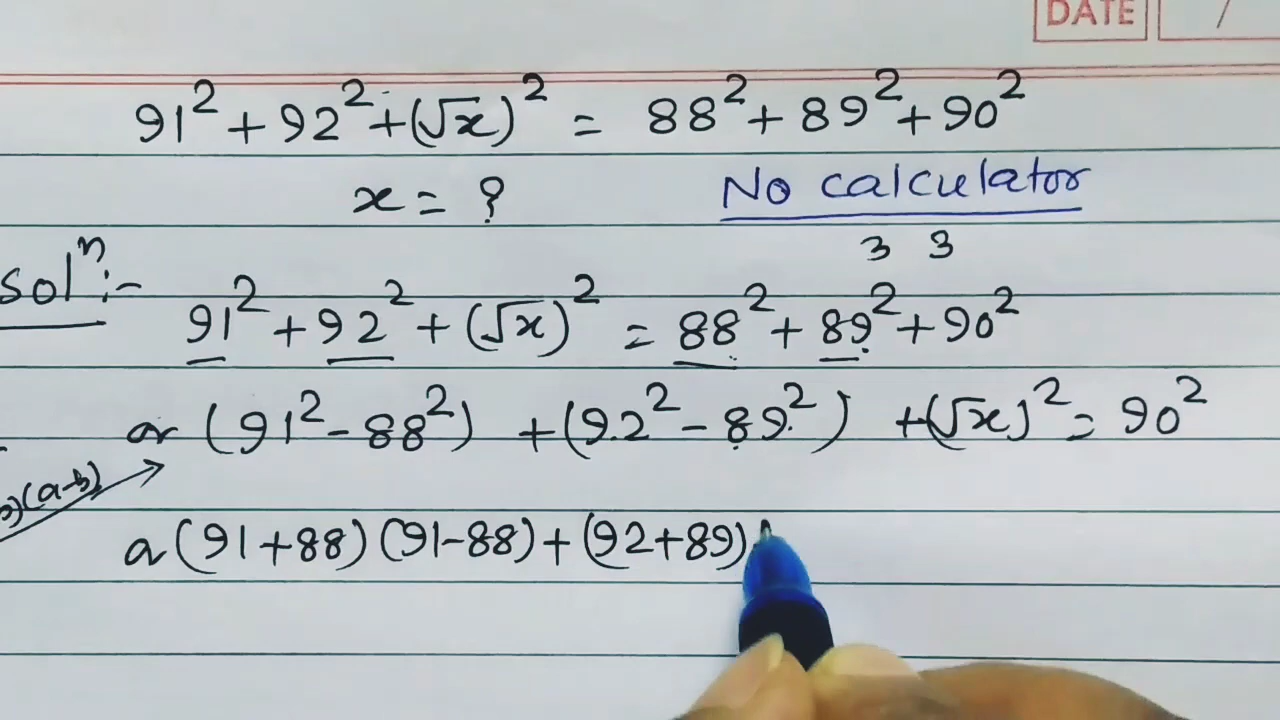 DATE /
91² + 92² + (√x)² = 88² + 89² + 90²
x = ?
No calculator
3 3
Solⁿ:-
91² + 92² + (√x)² = 88² + 89² + 90²
or (91² - 88²) + (92² - 89²) + (√x)² = 90²
)(a-b)
or (91+88) (91-88) + (92+89)